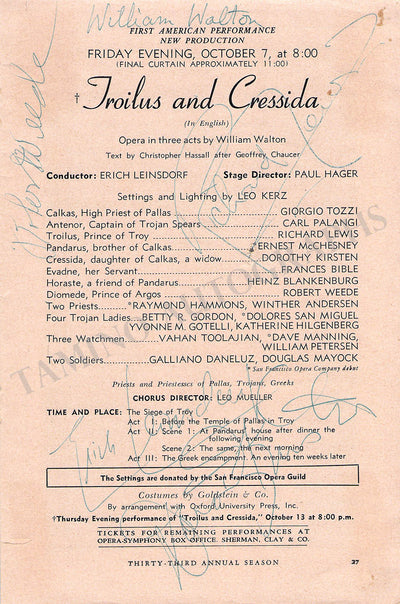 William Walton
FIRST AMERICAN PERFORMANCE
NEW PRODUCTION
FRIDAY EVENING, OCTOBER 7, at 8:00
(FINAL CURTAIN APPROXIMATELY 11:00)
†Troilus and Cressida
(In English)
Opera in three acts by William Walton
Text by Christopher Hassall after Geoffrey Chaucer
Conductor: ERICH LEINSDORF Stage Director: PAUL HAGER
Settings and Lighting by LEO KERZ
Calkas, High Priest of Pallas GIORGIO TOZZI
Antenor, Captain of Trojan Spears CARL PALANGI
Troilus, Prince of Troy RICHARD LEWIS
Pandarus, brother of Calkas *ERNEST McCHESNEY
Cressida, daughter of Calkas, a widow DOROTHY KIRSTEN
Evadne, her Servant FRANCES BIBLE
Horaste, a friend of Pandarus HEINZ BLANKENBURG
Diomede, Prince of Argos ROBERT WEEDE
Two Priests *RAYMOND HAMMONS, WINTHER ANDERSEN
Four Trojan Ladies BETTY R. GORDON, *DOLORES SAN MIGUEL
YVONNE M. GOTELLI, KATHERINE HILGENBERG
Three Watchmen VAHAN TOOLAJIAN, *DAVE MANNING,
WILLIAM PETERSEN
Two Soldiers GALLIANO DANELUZ, DOUGLAS MAYOCK
* San Francisco Opera Company debut
Priests and Priestesses of Pallas, Trojans, Greeks
CHORUS DIRECTOR: LEO MUELLER
TIME AND PLACE: The Siege of Troy
Act I: Before the Temple of Pallas in Troy
Act II: Scene 1: At Pandarus' house after dinner the
following evening
Scene 2: The same, the next morning
Act III: The Greek encampment. An evening ten weeks later
The Settings are donated by the San Francisco Opera Guild
Costumes by Goldstein & Co.
By arrangement with Oxford University Press, Inc.
†Thursday Evening performance of "Troilus and Cressida," October 13 at 8:00 p.m.
TICKETS FOR REMAINING PERFORMANCES AT
OPERA-SYMPHONY BOX OFFICE, SHERMAN, CLAY & CO.
THIRTY-THIRD ANNUAL SEASON 37
Robert Weede
Richard Lewis